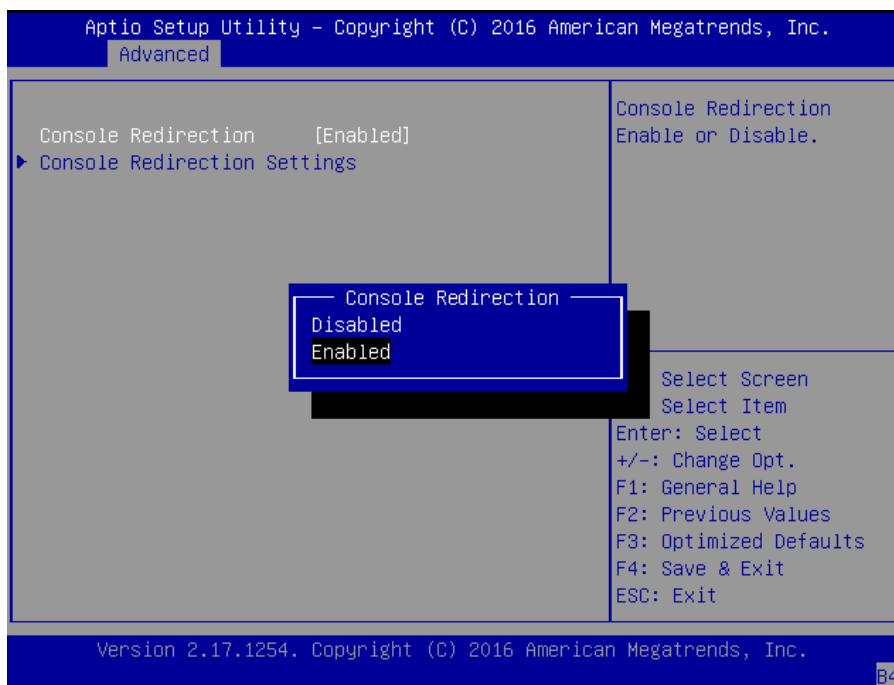 Aptio Setup Utility – Copyright (C) 2016 American Megatrends, Inc.
Advanced
Console Redirection [Enabled]
Console Redirection Settings
Console Redirection
Enable or Disable.
Console Redirection
Disabled
Enabled
Select Screen
Select Item
Enter: Select
+/-: Change Opt.
F1: General Help
F2: Previous Values
F3: Optimized Defaults
F4: Save & Exit
ESC: Exit
Version 2.17.1254. Copyright (C) 2016 American Megatrends, Inc.